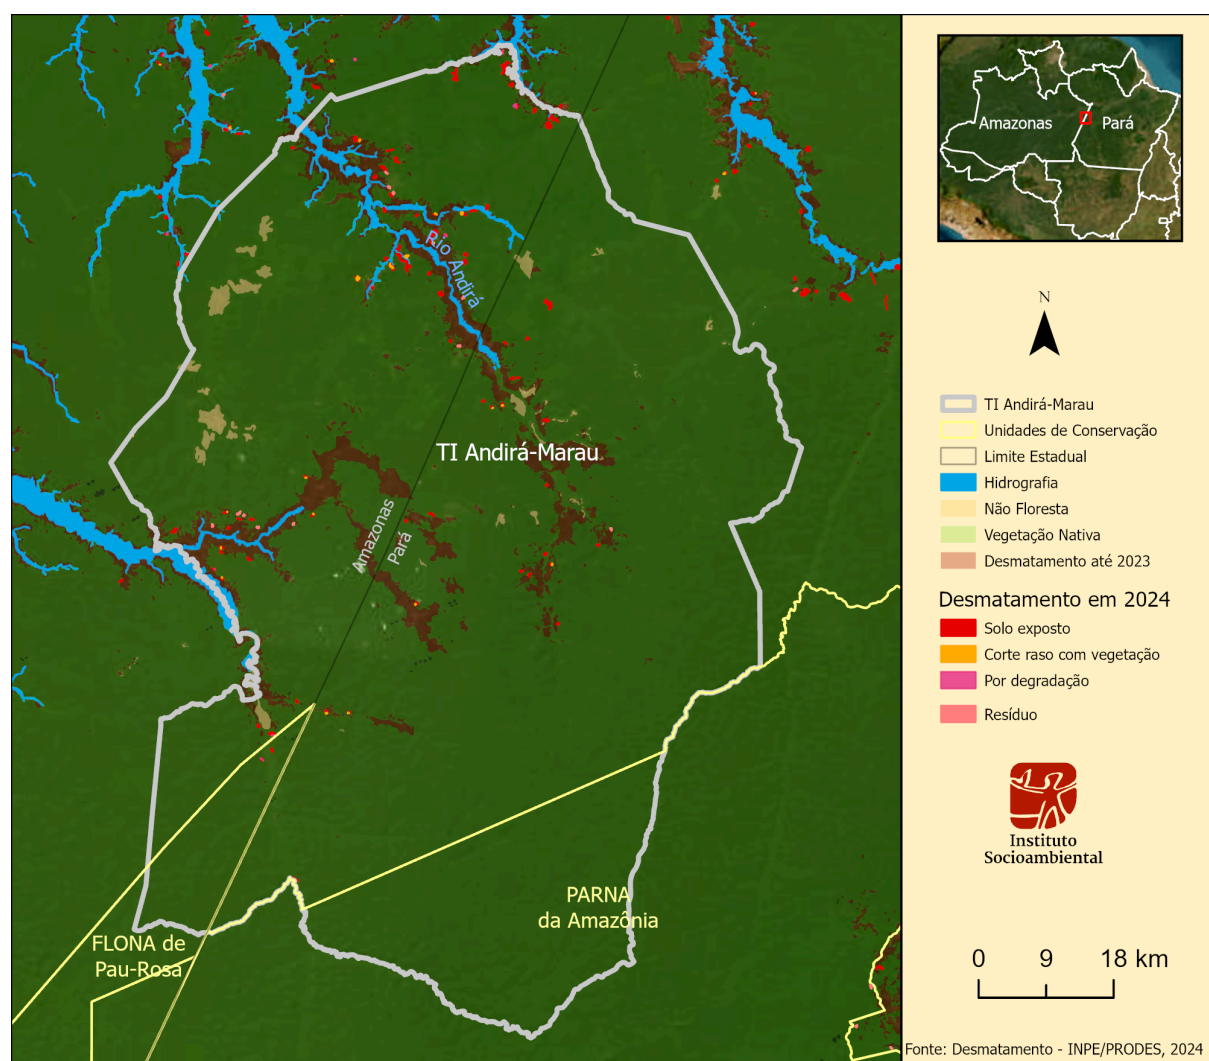 Rio Andirá
TI Andirá-Marau
Amazonas
Pará
PARNA
da Amazônia
FLONA de
Pau-Rosa
Amazonas
Pará
N
TI Andirá-Marau
Unidades de Conservação
Limite Estadual
Hidrografia
Não Floresta
Vegetação Nativa
Desmatamento até 2023
Desmatamento em 2024
Solo exposto
Corte raso com vegetação
Por degradação
Resíduo
Instituto
Socioambiental
0 9 18 km
Fonte: Desmatamento - INPE/PRODES, 2024